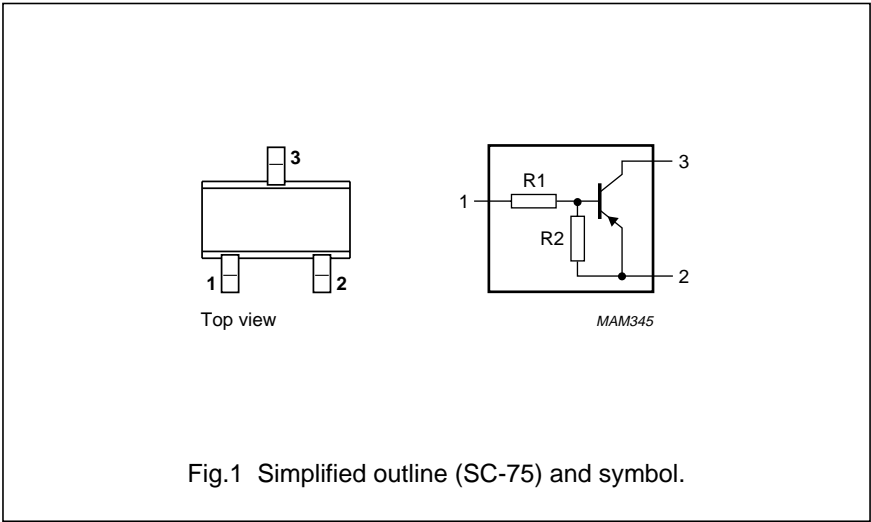 3
1
2
Top view
1
R1
R2
3
2
MAM345
Fig.1 Simplified outline (SC-75) and symbol.